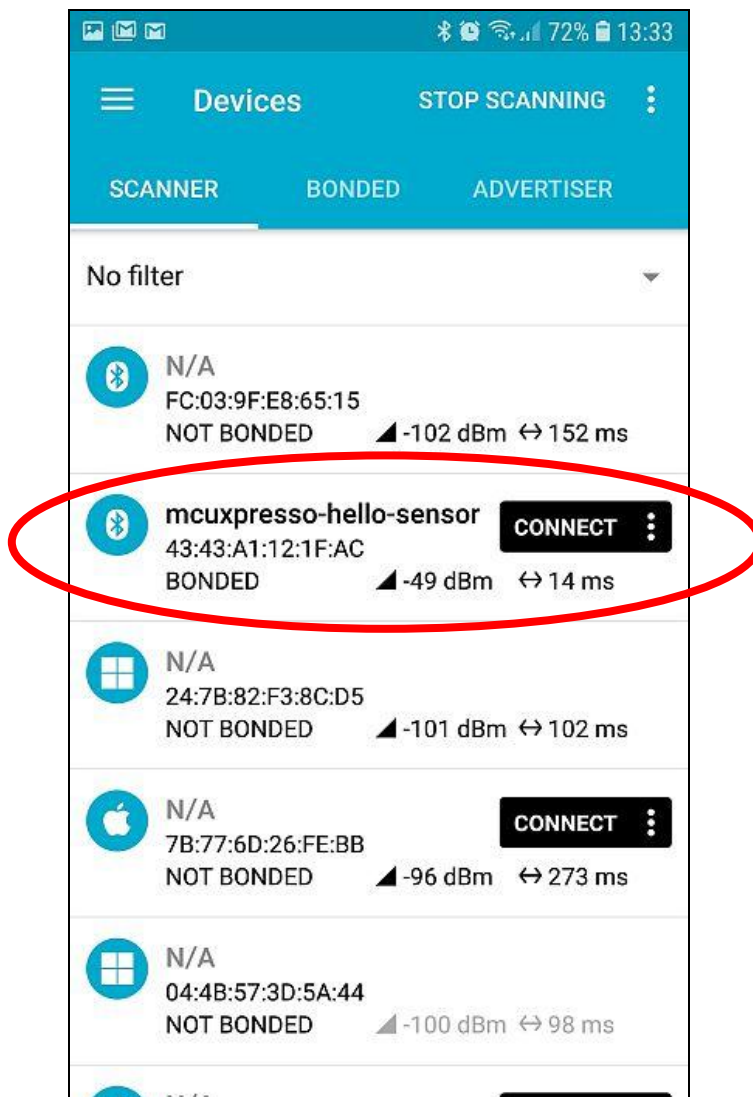 72% 13:33
Devices STOP SCANNING
SCANNER BONDED ADVERTISER
No filter
N/A
FC:03:9F:E8:65:15
NOT BONDED -102 dBm 152 ms
mcuxpresso-hello-sensor CONNECT
43:43:A1:12:1F:AC
BONDED -49 dBm 14 ms
N/A
24:7B:82:F3:8C:D5
NOT BONDED -101 dBm 102 ms
N/A CONNECT
7B:77:6D:26:FE:BB
NOT BONDED -96 dBm 273 ms
N/A
04:4B:57:3D:5A:44
NOT BONDED -100 dBm 98 ms